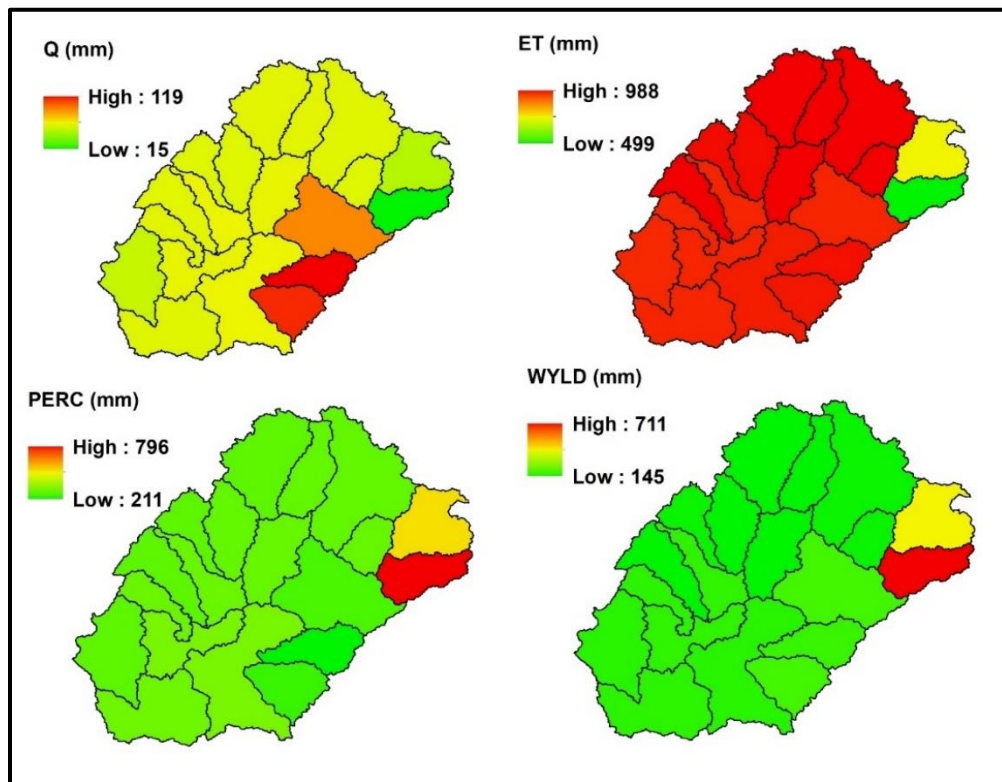 Q (mm)
High : 119
Low : 15
ET (mm)
High : 988
Low : 499
PERC (mm)
High : 796
Low : 211
WYLD (mm)
High : 711
Low : 145